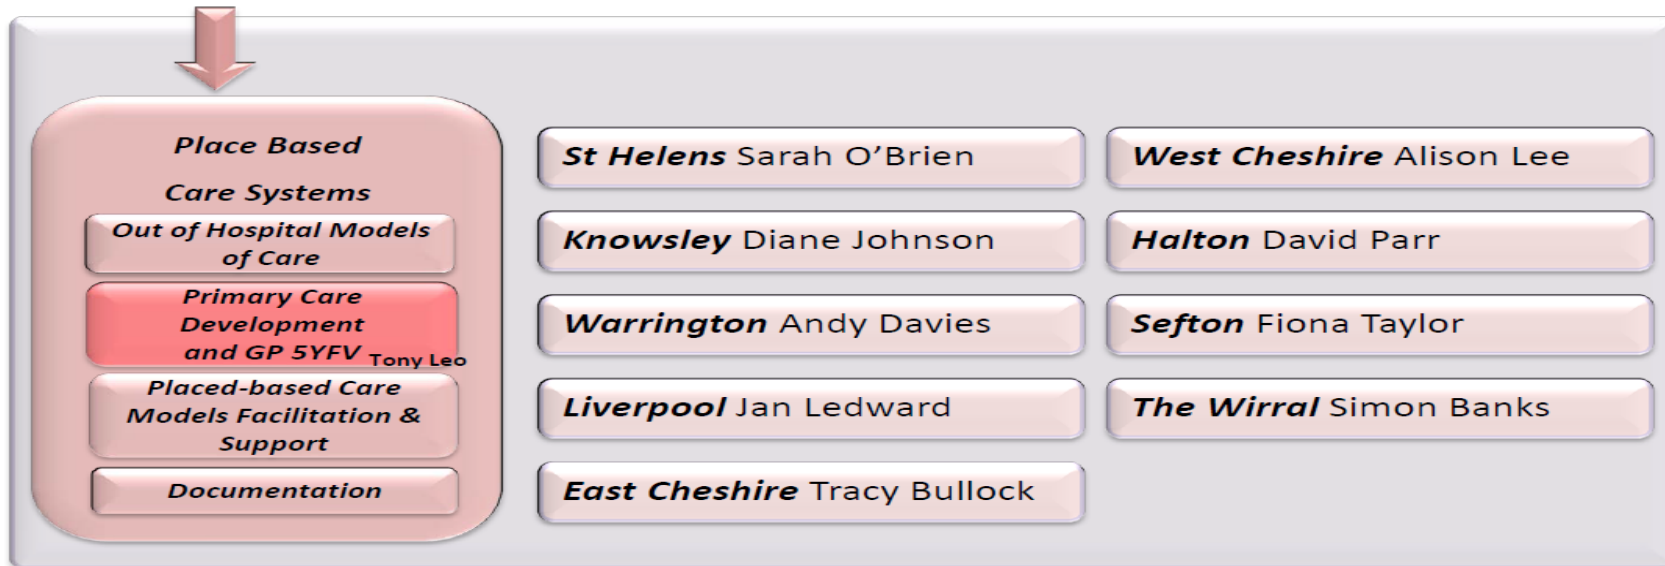 Place Based
Care Systems
Out of Hospital Models
of Care
Primary Care
Development
and GP 5YFV
Tony Leo
Placed-based Care
Models Facilitation &
Support
Documentation
St Helens Sarah O’Brien
Knowsley Diane Johnson
Warrington Andy Davies
Liverpool Jan Ledward
East Cheshire Tracy Bullock
West Cheshire Alison Lee
Halton David Parr
Sefton Fiona Taylor
The Wirral Simon Banks